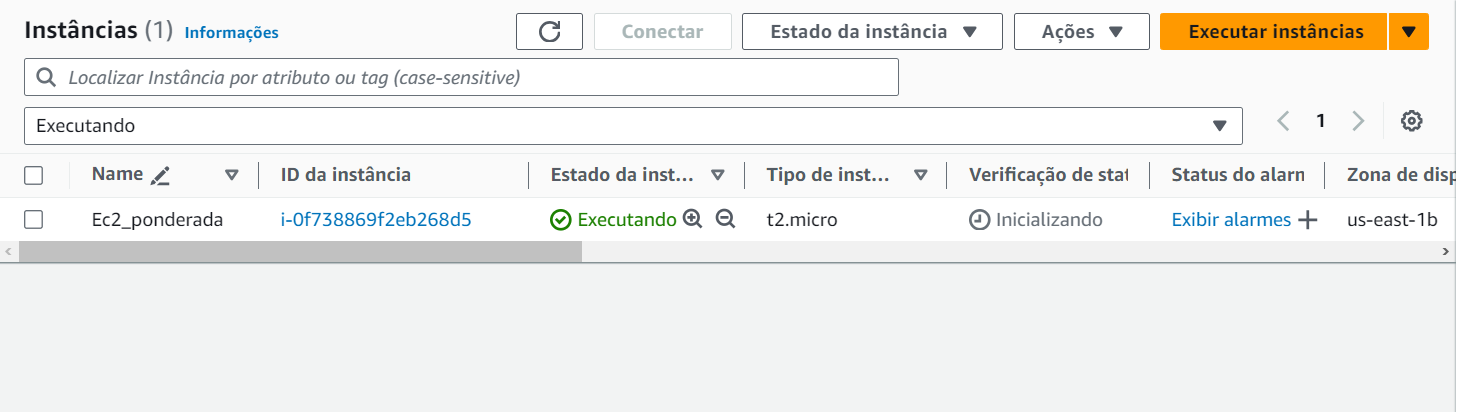 Instâncias (1) Informações Conectar Estado da instância Ações Executar instâncias
Localizar Instância por atributo ou tag (case-sensitive)
Executando 1
Name ID da instância Estado da inst... Tipo de inst... Verificação de stat Status do alarn Zona de disp
Ec2_ponderada i-0f738869f2eb268d5 Executando t2.micro Inicializando Exibir alarmes us-east-1b